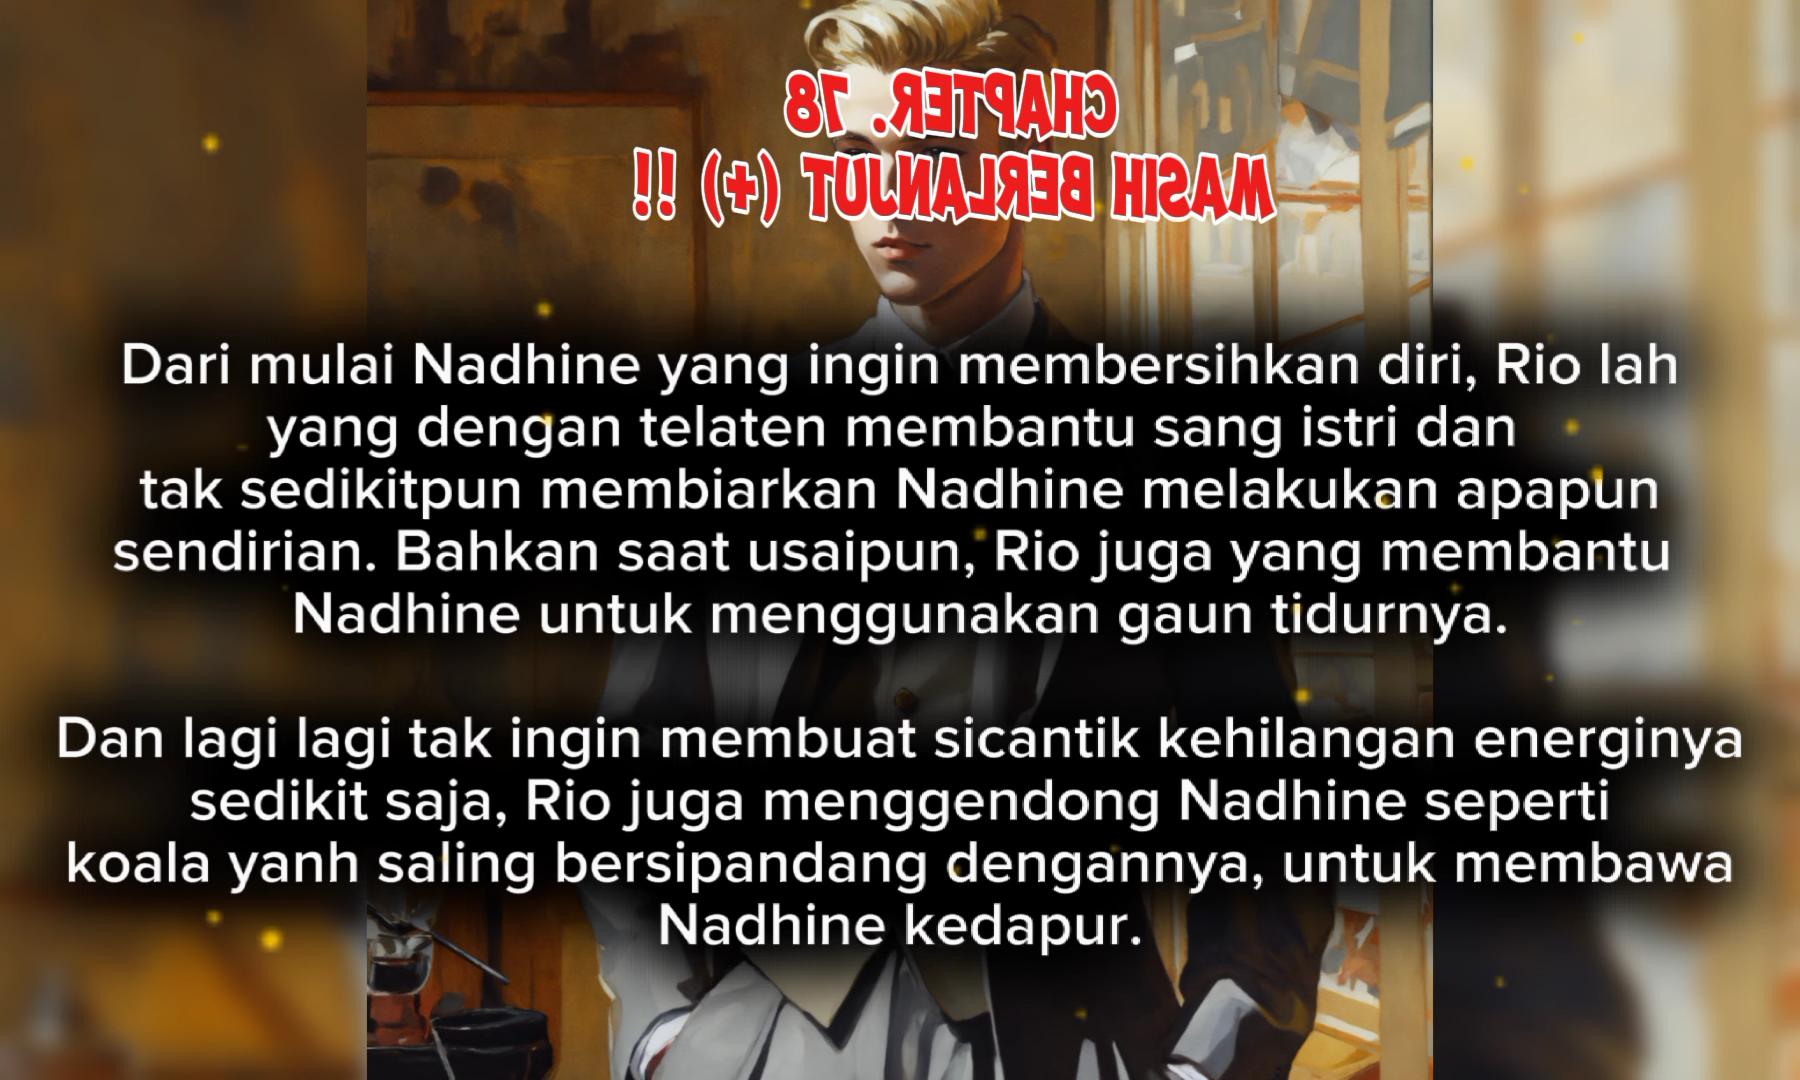 CHAPTER. 78
MASIH BERLANJUT (+) !!
Dari mulai Nadhine yang ingin membersihkan diri, Rio lah
yang dengan telaten membantu sang istri dan
tak sedikitpun membiarkan Nadhine melakukan apapun
sendirian. Bahkan saat usaipun, Rio juga yang membantu
Nadhine untuk menggunakan gaun tidurnya.
Dan lagi lagi tak ingin membuat sicantik kehilangan energinya
sedikit saja, Rio juga menggendong Nadhine seperti
koala yanh saling bersipandang dengannya, untuk membawa
Nadhine kedapur.